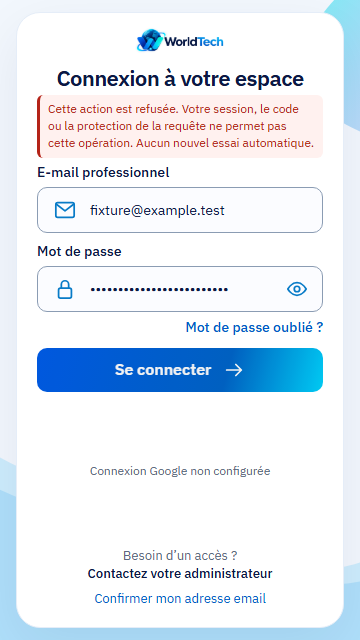 WorldTech
Connexion à votre espace
Cette action est refusée. Votre session, le code
ou la protection de la requête ne permet pas
cette opération. Aucun nouvel essai automatique.
E-mail professionnel
fixture@example.test
Mot de passe
Mot de passe oublié ?
Se connecter
Connexion Google non configurée
Besoin d’un accès ?
Contactez votre administrateur
Confirmer mon adresse email